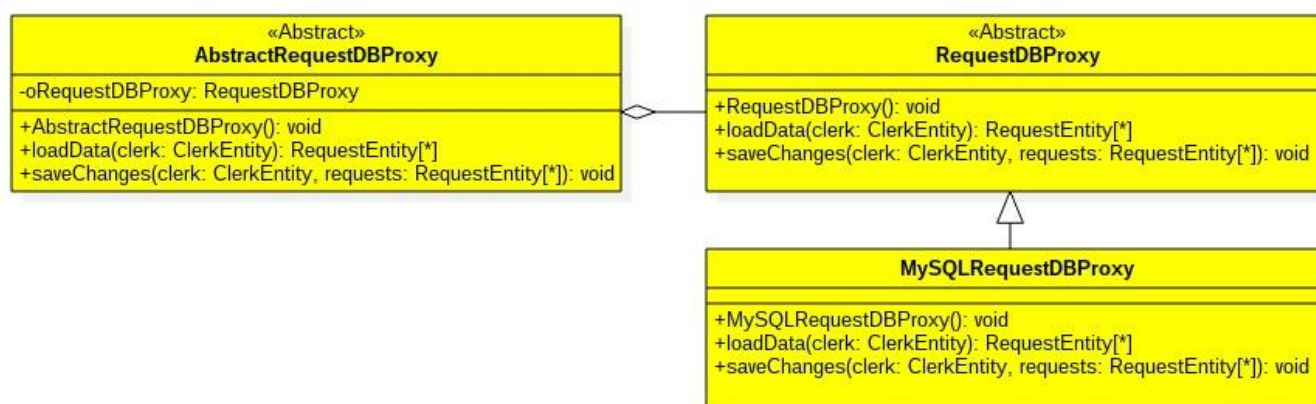 «Abstract»
AbstractRequestDBProxy
-oRequestDBProxy: RequestDBProxy
+AbstractRequestDBProxy(): void
+loadData(clerk: ClerkEntity): RequestEntity[*]
+saveChanges(clerk: ClerkEntity, requests: RequestEntity[*]): void
«Abstract»
RequestDBProxy
+RequestDBProxy(): void
+loadData(clerk: ClerkEntity): RequestEntity[*]
+saveChanges(clerk: ClerkEntity, requests: RequestEntity[*]): void
MySQLRequestDBProxy
+MySQLRequestDBProxy(): void
+loadData(clerk: ClerkEntity): RequestEntity[*]
+saveChanges(clerk: ClerkEntity, requests: RequestEntity[*]): void